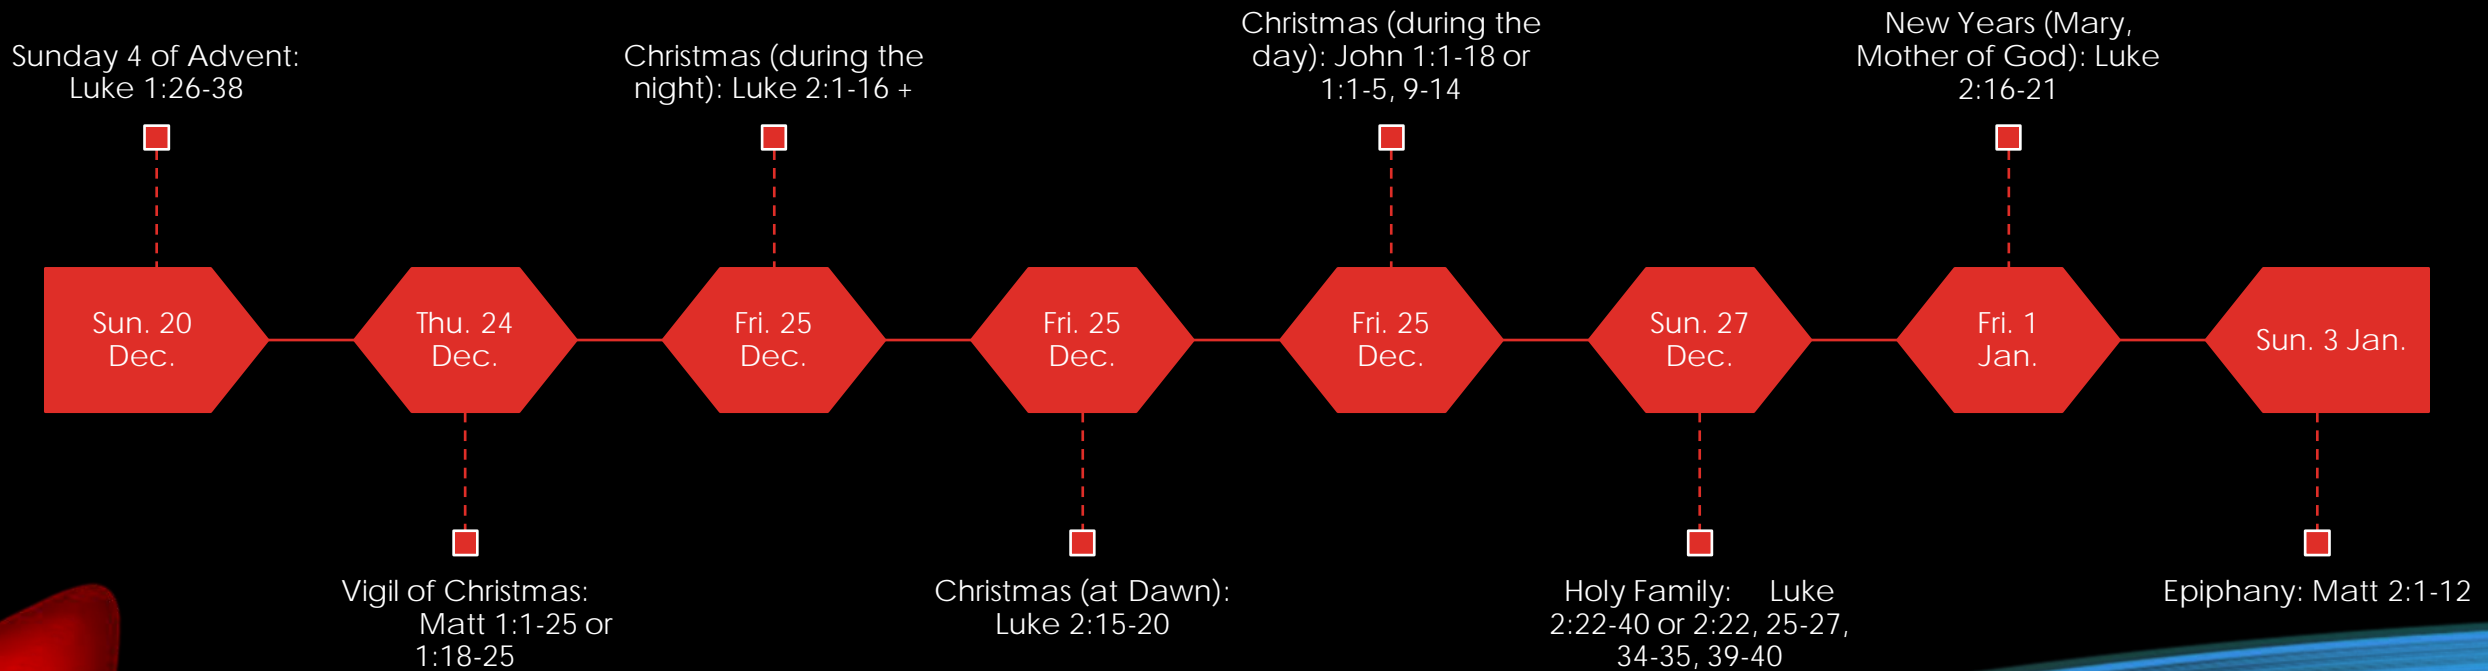 Sunday 4 of Advent:
Luke 1:26-38
Christmas (during the
night): Luke 2:1-16 +
Christmas (during the
day): John 1:1-18 or
1:1-5, 9-14
New Years (Mary,
Mother of God): Luke
2:16-21
Sun. 20
Dec.
Thu. 24
Dec.
Fri. 25
Dec.
Fri. 25
Dec.
Fri. 25
Dec.
Sun. 27
Dec.
Fri. 1
Jan.
Sun. 3 Jan.
Vigil of Christmas:
Matt 1:1-25 or
1:18-25
Christmas (at Dawn):
Luke 2:15-20
Holy Family: Luke
2:22-40 or 2:22, 25-27,
34-35, 39-40
Epiphany: Matt 2:1-12